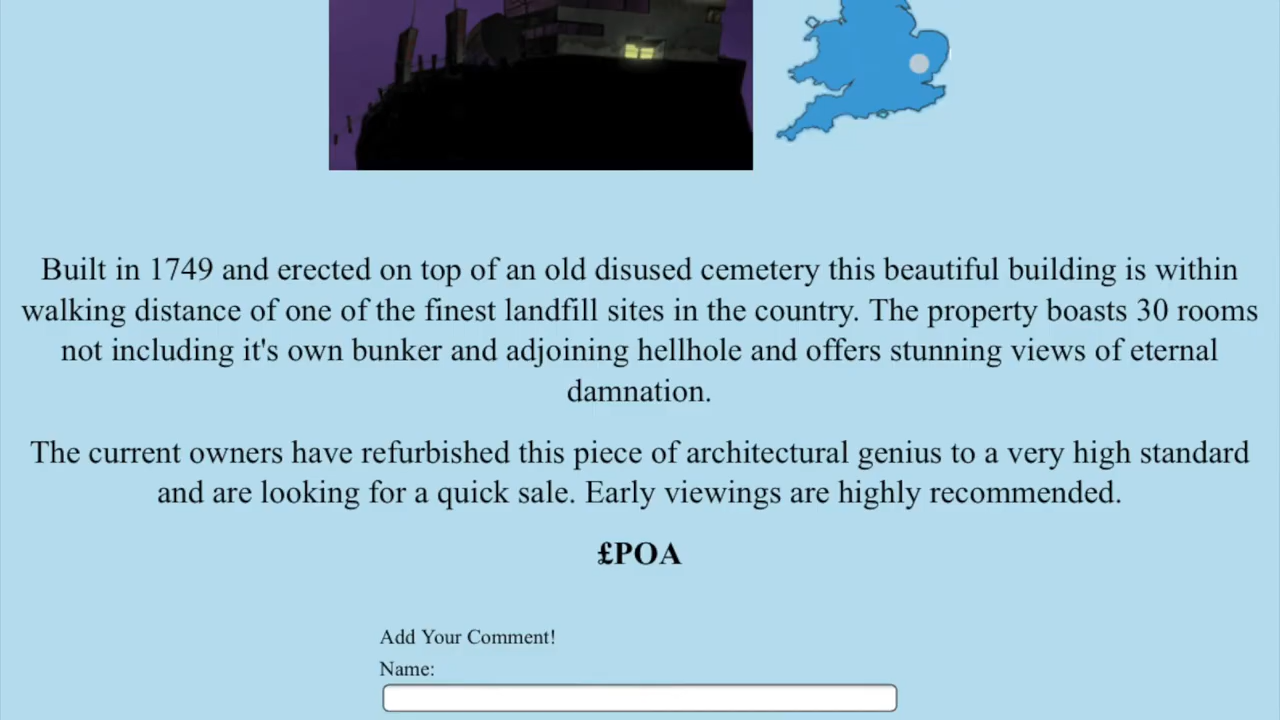 Built in 1749 and erected on top of an old disused cemetery this beautiful building is within
walking distance of one of the finest landfill sites in the country. The property boasts 30 rooms
not including it's own bunker and adjoining hellhole and offers stunning views of eternal
damnation.
The current owners have refurbished this piece of architectural genius to a very high standard
and are looking for a quick sale. Early viewings are highly recommended.
£POA
Add Your Comment!
Name: